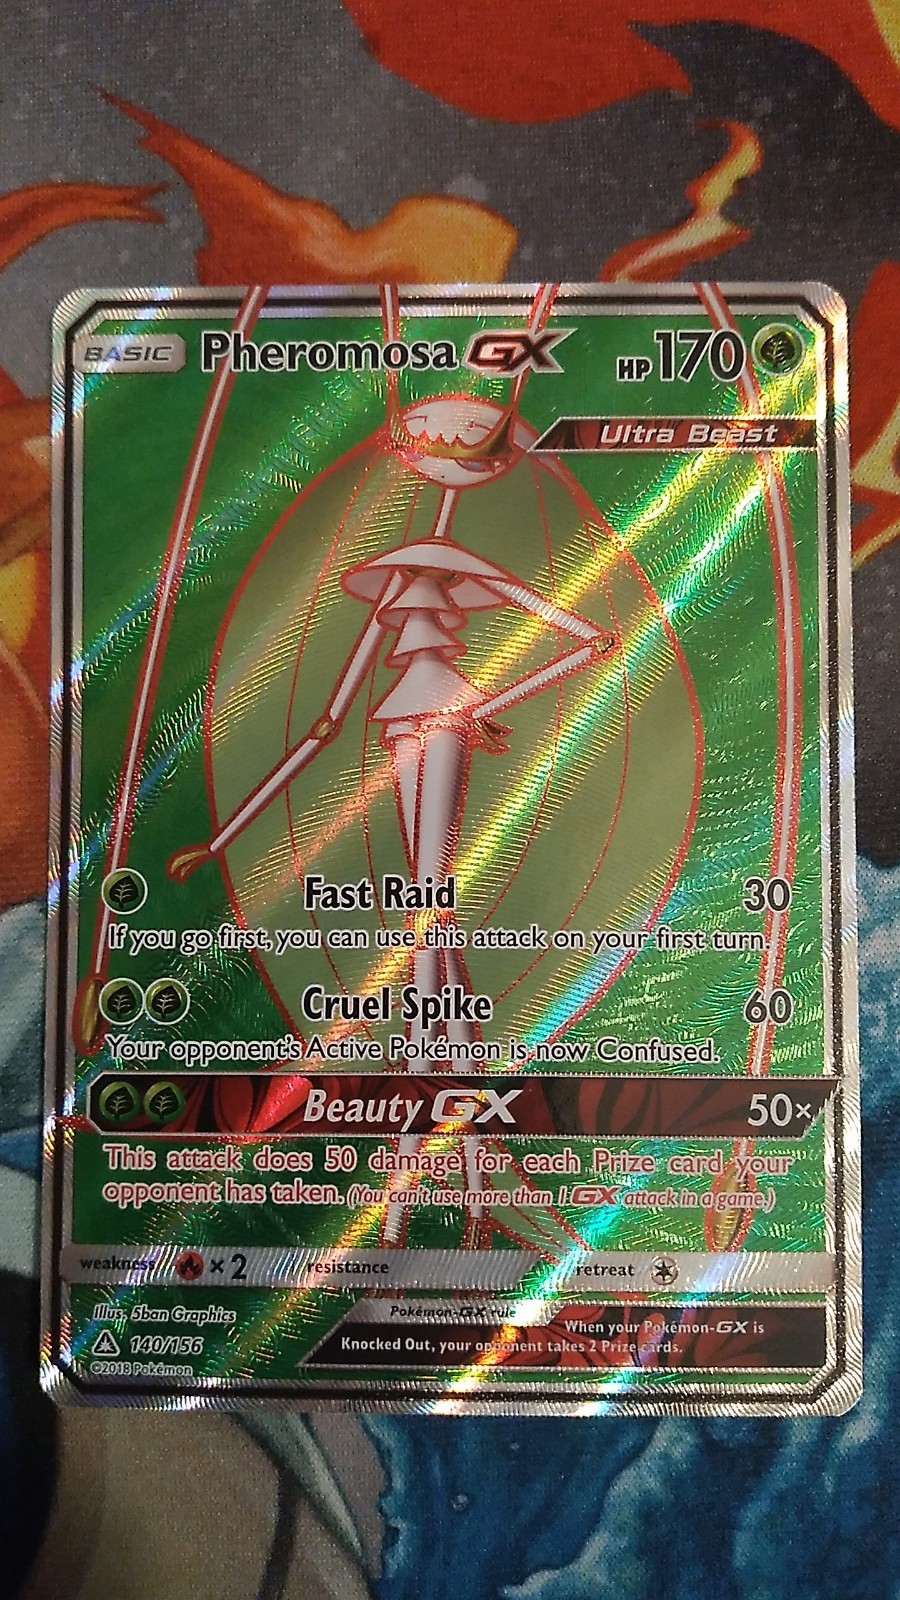 BASIC Pheromosa GX HP 170
Ultra Beast
Fast Raid 30
If you go first, you can use this attack on your first turn.
Cruel Spike 60
Your opponent's Active Pokémon is now Confused.
Beauty GX 50×
This attack does 50 damage for each Prize card your
opponent has taken. (You can't use more than 1 GX attack in a game.)
weakness × 2 resistance retreat
Illus. 5ban Graphics
140/156
©2018 Pokémon
Pokémon-GX rule
When your Pokémon-GX is
Knocked Out, your opponent takes 2 Prize cards.